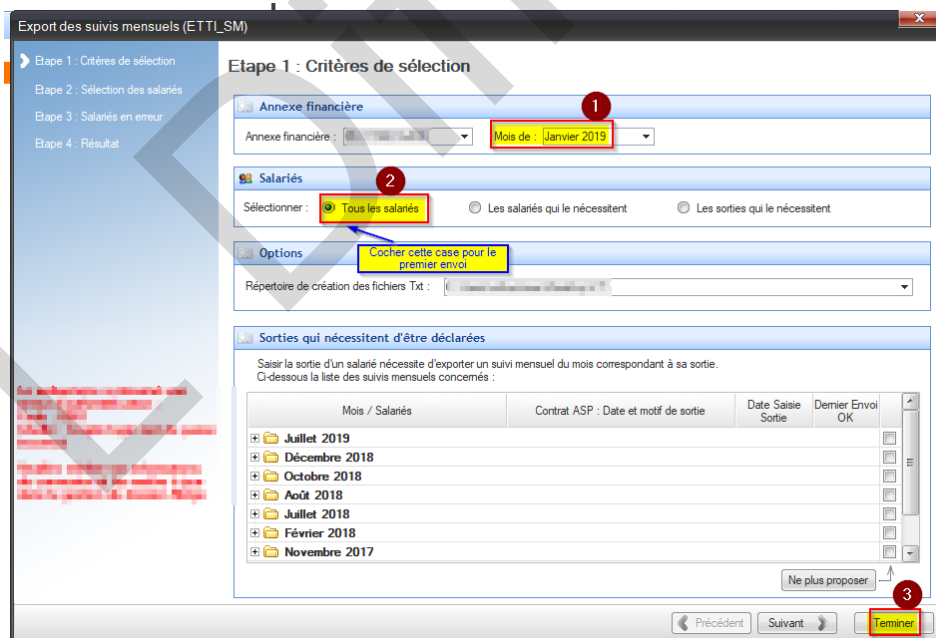 Export des suivis mensuels (ETTI_SM)
Etape 1 : Critères de sélection
Etape 2 : Sélection des salariés
Etape 3 : Salariés en erreur
Etape 4 : Résultat
Etape 1 : Critères de sélection
Annexe financière
1
Annexe financière :
Mois de : Janvier 2019
Salariés
2
Sélectionner : Tous les salariés Les salariés qui le nécessitent Les sorties qui le nécessitent
Cocher cette case pour le
premier envoi
Options
Répertoire de création des fichiers Txt :
Sorties qui nécessitent d'être déclarées
Saisir la sortie d'un salarié nécessite d'exporter un suivi mensuel du mois correspondant à sa sortie.
Ci-dessous la liste des suivis mensuels concernés :
Mois / Salariés Contrat ASP : Date et motif de sortie Date Saisie Sortie Dernier Envoi OK
Juillet 2019
Décembre 2018
Octobre 2018
Août 2018
Juillet 2018
Février 2018
Novembre 2017
Ne plus proposer
3
Précédent Suivant Terminer